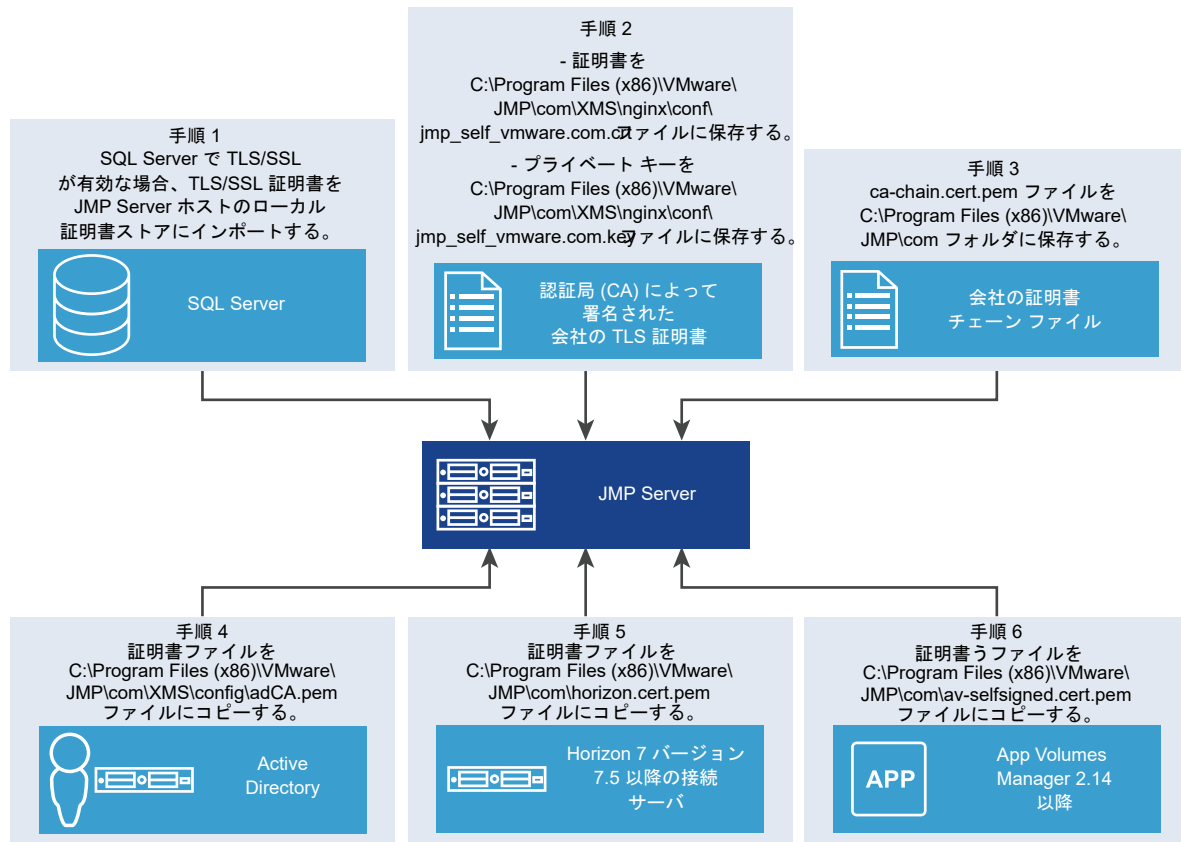 手順 1
SQL Server で TLS/SSL
が有効な場合、TLS/SSL 証明書を
JMP Server ホストのローカル
証明書ストアにインポートする。
SQL Server
手順 2
- 証明書を
C:\Program Files (x86)\VMware\
JMP\com\XMS\nginx\conf\
jmp_self_vmware.com.crtファイルに保存する。
- プライベート キーを
C:\Program Files (x86)\VMware\
JMP\com\XMS\nginx\conf\
jmp_self_vmware.com.keyファイルに保存する。
認証局 (CA) によって
署名された
会社の TLS 証明書
手順 3
ca-chain.cert.pem ファイルを
C:\Program Files (x86)\VMware\
JMP\com フォルダに保存する。
会社の証明書
チェーン ファイル
JMP Server
手順 4
証明書ファイルを
C:\Program Files (x86)\VMware\
JMP\com\XMS\config\adCA.pem
ファイルにコピーする。
Active
Directory
手順 5
証明書ファイルを
C:\Program Files (x86)\VMware\
JMP\com\horizon.cert.pem
ファイルにコピーする。
Horizon 7 バージョン
7.5 以降の接続
サーバ
手順 6
証明書うファイルを
C:\Program Files (x86)\VMware\
JMP\com\av-selfsigned.cert.pem
ファイルにコピーする。
APP
App Volumes
Manager 2.14
以降